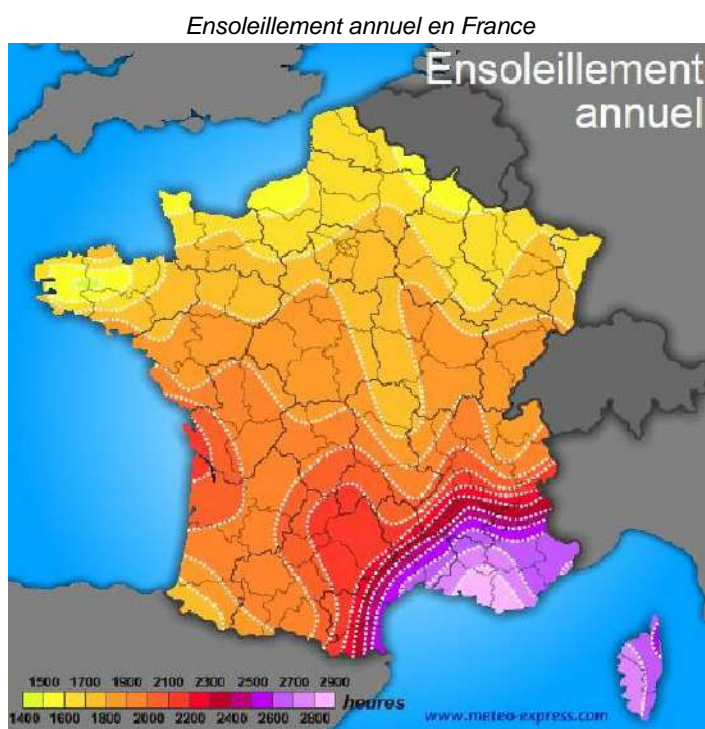 Ensoleillement annuel en France
Ensoleillement
annuel
1500 1700 1900 2100 2300 2500 2700 2900
heures
1400 1600 1800 2000 2200 2400 2600 2800
www.meteo-express.com